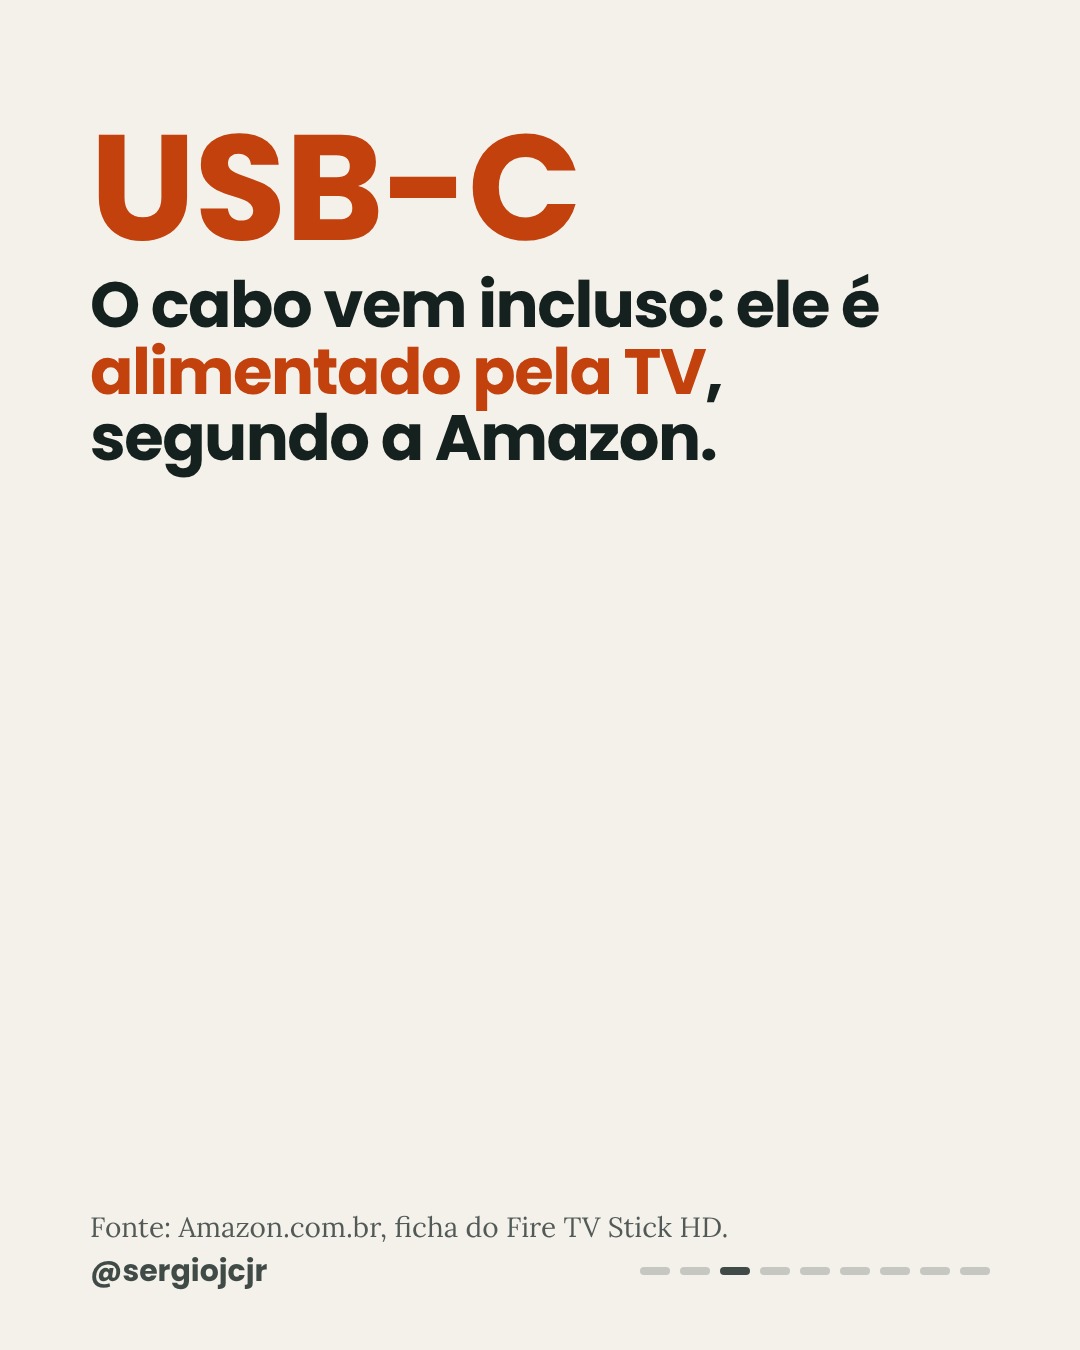 USB-C
O cabo vem incluso: ele é
alimentado pela TV,
segundo a Amazon.
Fonte: Amazon.com.br, ficha do Fire TV Stick HD.
@sergiojcjr